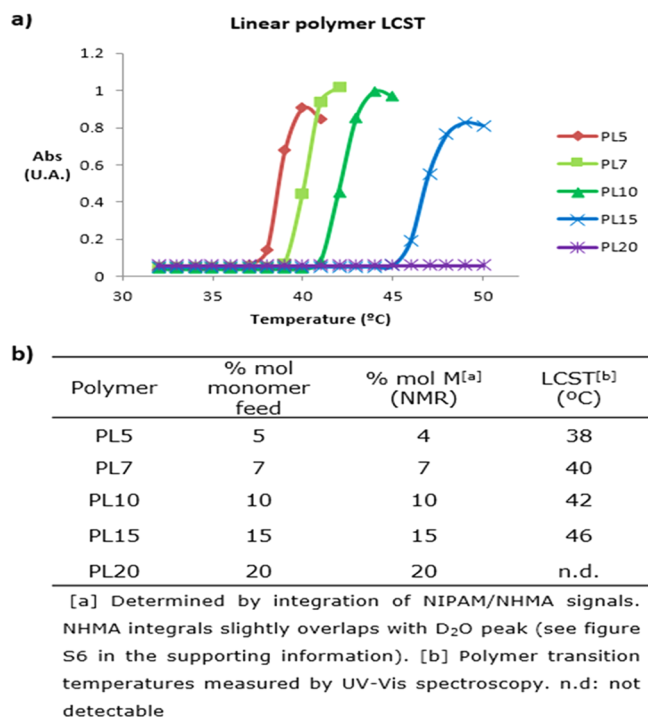 a)
Linear polymer LCST
1.2
1
0.8
0.6
0.4
0.2
0
Abs
(U.A.)
30
35
40
45
50
Temperature (ºC)
PL5
PL7
PL10
PL15
PL20
b)
Polymer % mol monomer feed % mol M[a] (NMR) LCST[b] (ºC)
PL5 5 4 38
PL7 7 7 40
PL10 10 10 42
PL15 15 15 46
PL20 20 20 n.d.
[a] Determined by integration of NIPAM/NHMA signals.
NHMA integrals slightly overlaps with D₂O peak (see figure
S6 in the supporting information). [b] Polymer transition
temperatures measured by UV-Vis spectroscopy. n.d: not
detectable